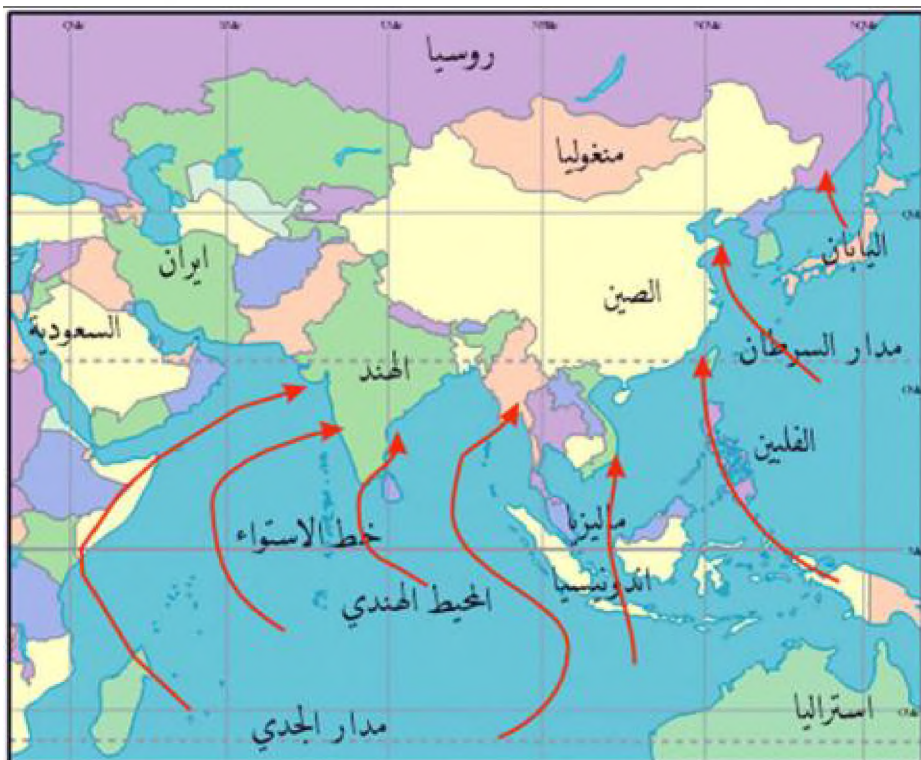 روسيا
منغوليا
اليابان
ايران
الصين
السعودية
مدار السرطان
الهند
الفلبين
ماليزيا
خط الاستواء
اندونيسيا
المحيط الهندي
استراليا
مدار الجدي